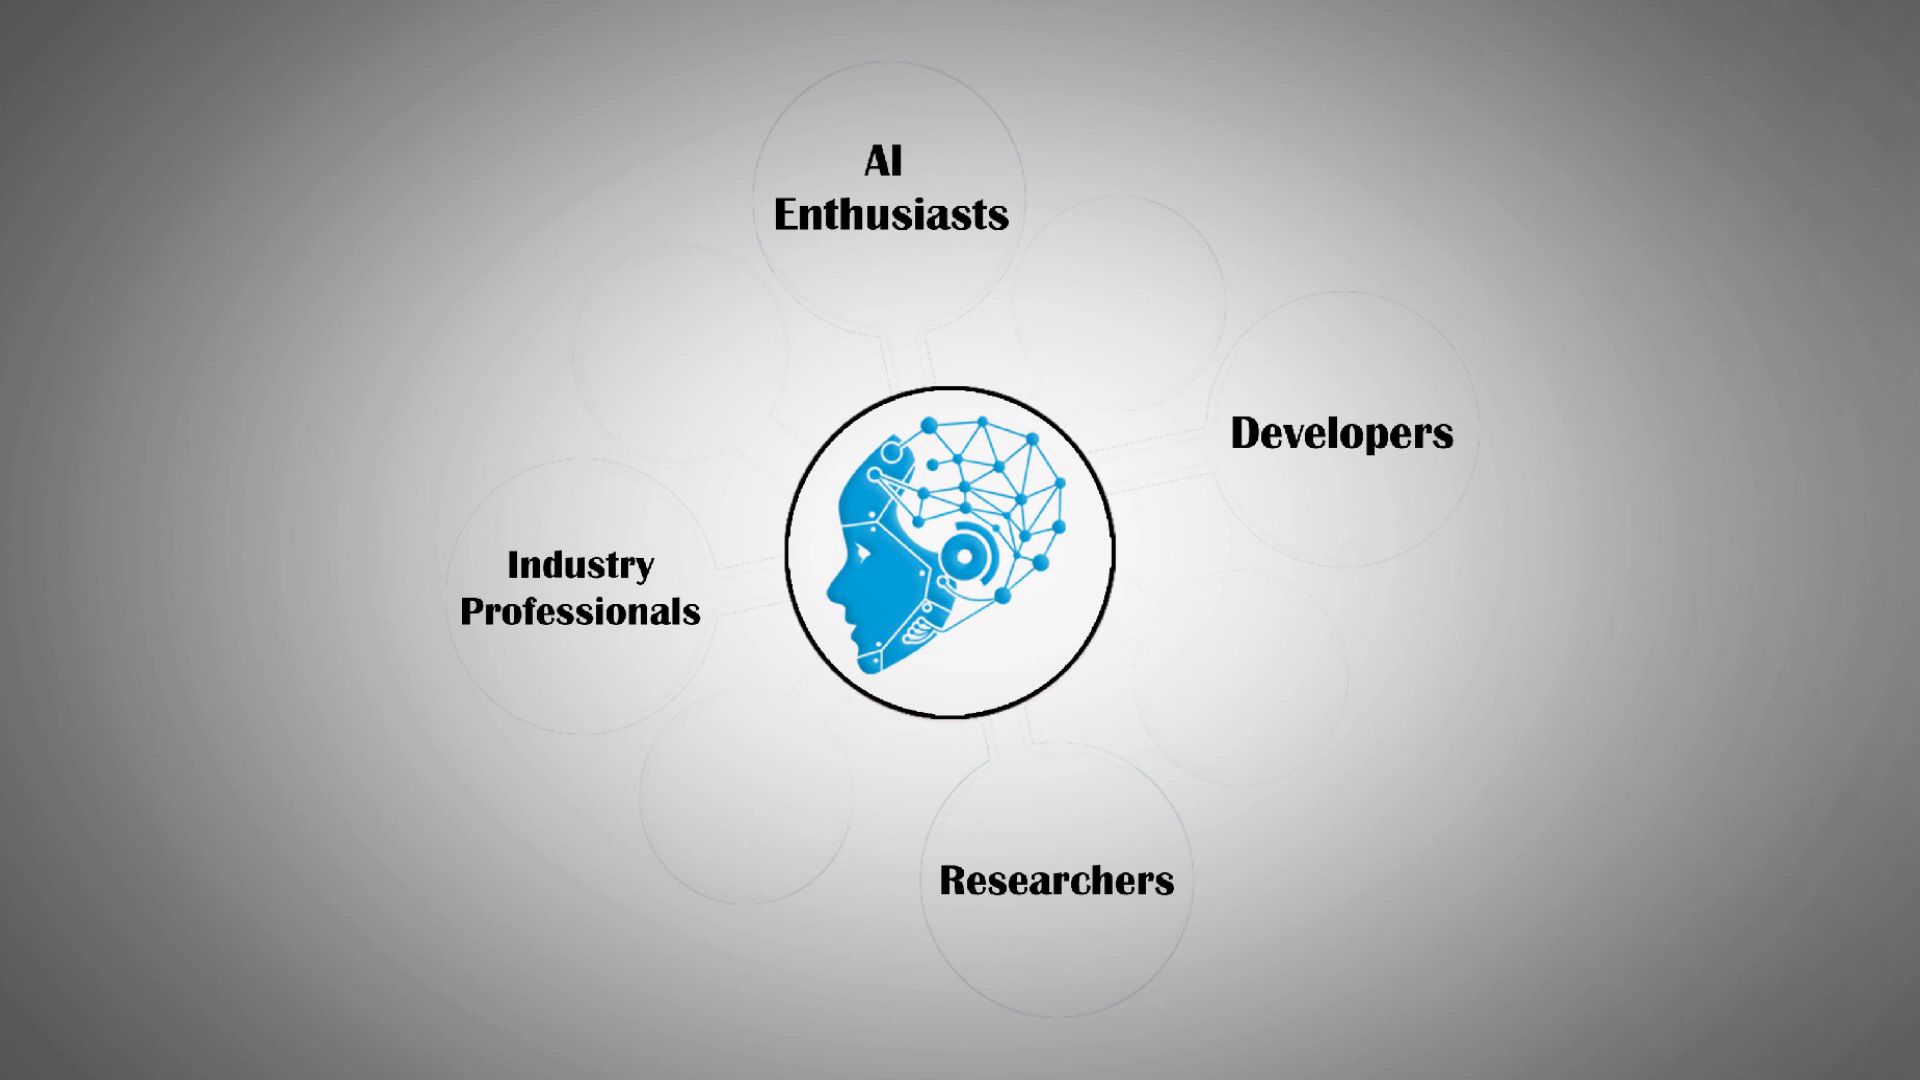 AI
Enthusiasts
Developers
Industry
Professionals
Researchers